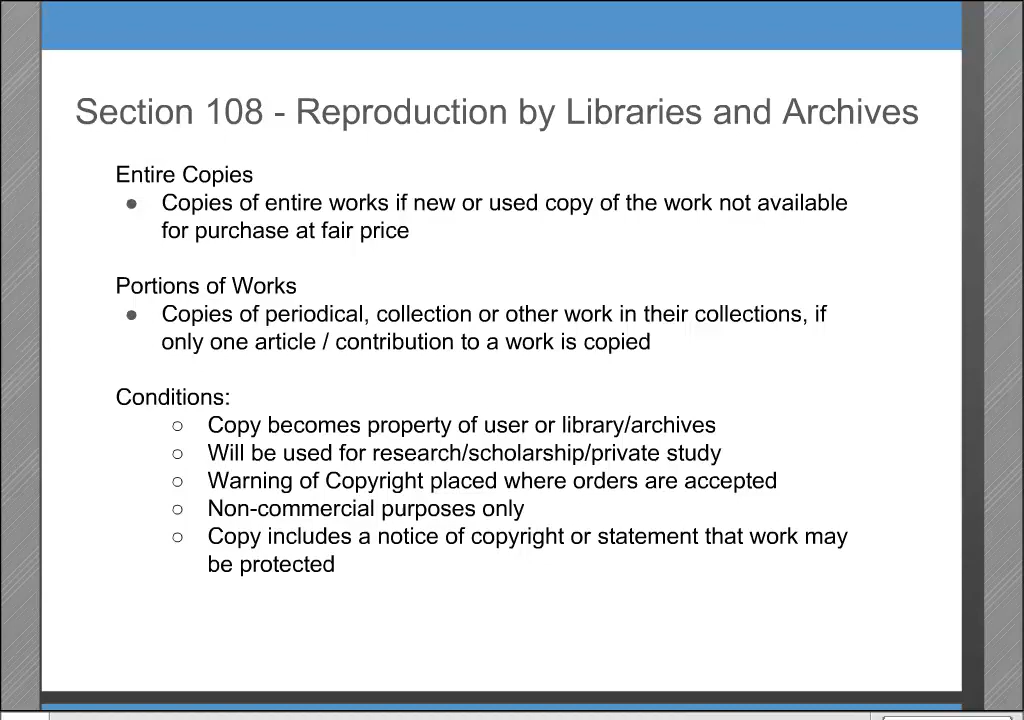 Section 108 - Reproduction by Libraries and Archives
Entire Copies
● Copies of entire works if new or used copy of the work not available
for purchase at fair price
Portions of Works
● Copies of periodical, collection or other work in their collections, if
only one article / contribution to a work is copied
Conditions:
○ Copy becomes property of user or library/archives
○ Will be used for research/scholarship/private study
○ Warning of Copyright placed where orders are accepted
○ Non-commercial purposes only
○ Copy includes a notice of copyright or statement that work may
be protected